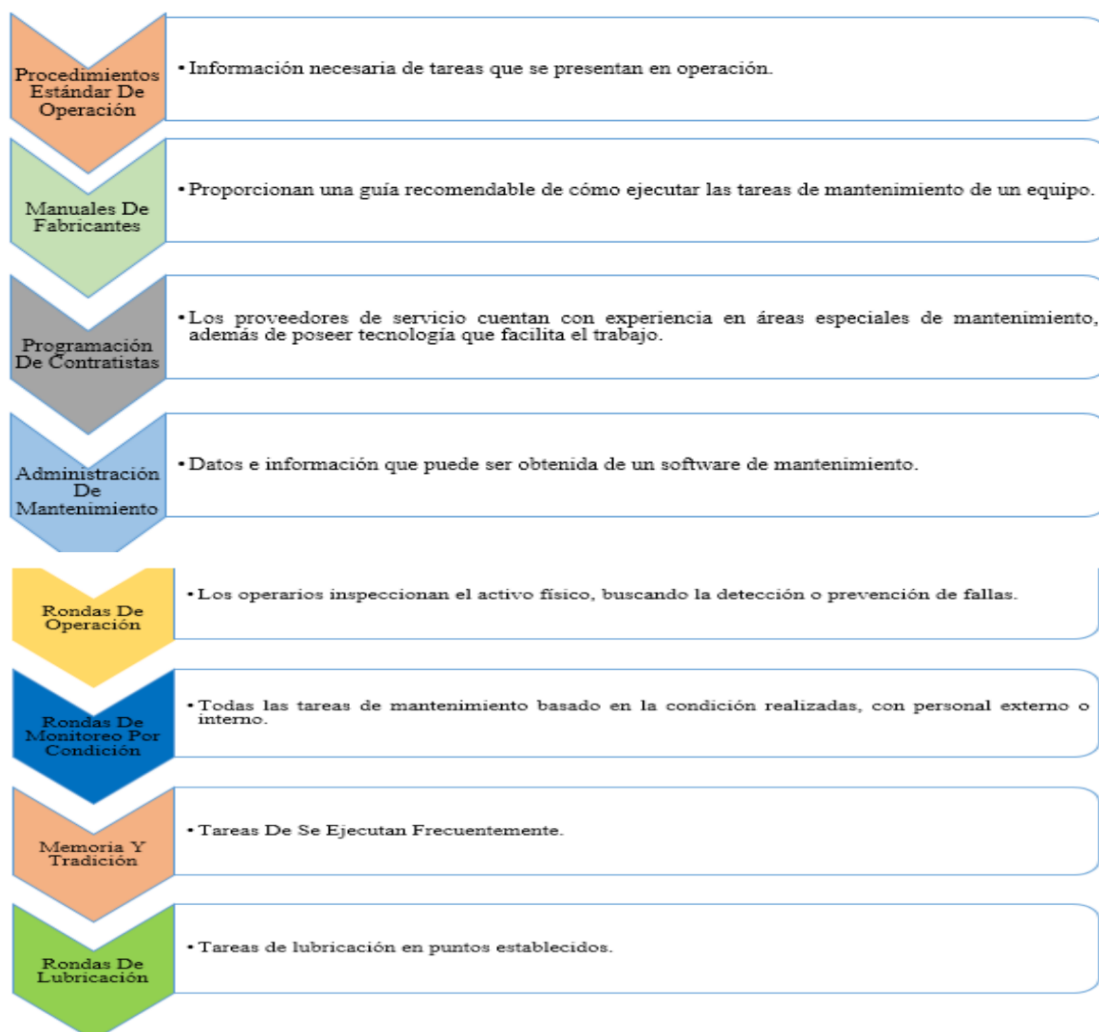 Procedimientos
Estándar De
Operación
• Información necesaria de tareas que se presentan en operación.
Manuales De
Fabricantes
• Proporcionan una guía recomendable de cómo ejecutar las tareas de mantenimiento de un equipo.
Programación
De Contratistas
• Los proveedores de servicio cuentan con experiencia en áreas especiales de mantenimiento,
además de poseer tecnología que facilita el trabajo.
Administración
De
Mantenimiento
• Datos e información que puede ser obtenida de un software de mantenimiento.
Rondas De
Operación
• Los operarios inspeccionan el activo físico, buscando la detección o prevención de fallas.
Rondas De
Monitoreo Por
Condición
• Todas las tareas de mantenimiento basado en la condición realizadas, con personal externo o
interno.
Memoria Y
Tradición
• Tareas De Se Ejecutan Frecuentemente.
Rondas De
Lubricación
• Tareas de lubricación en puntos establecidos.